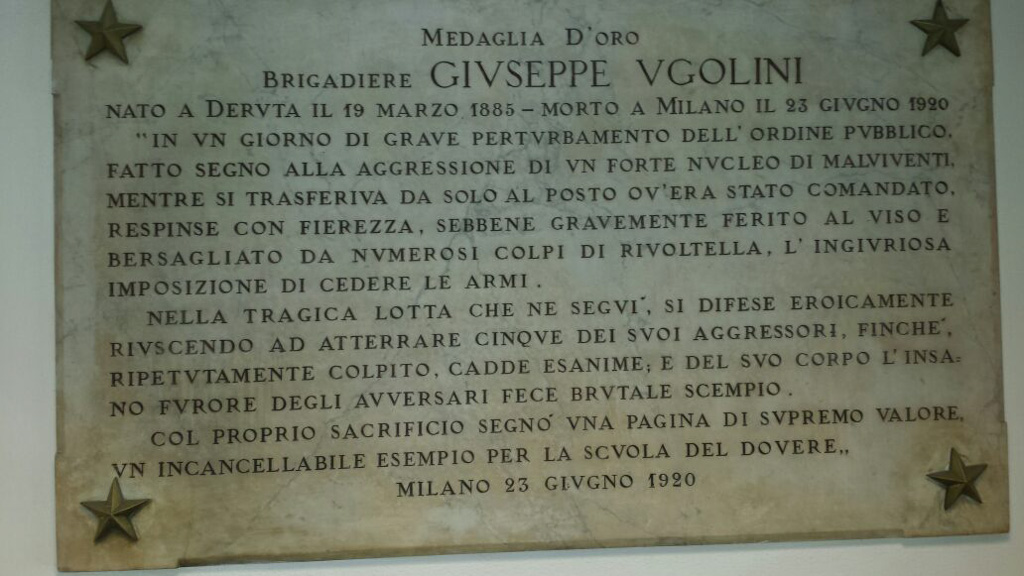 MEDAGLIA D'ORO
BRIGADIERE GIVSEPPE VGOLINI
NATO A DERVTA IL 19 MARZO 1885 – MORTO A MILANO IL 23 GIVGNO 1920
"IN VN GIORNO DI GRAVE PERTVRBAMENTO DELL'ORDINE PVBBLICO,
FATTO SEGNO ALLA AGGRESSIONE DI VN FORTE NVCLEO DI MALVIVENTI,
MENTRE SI TRASFERIVA DA SOLO AL POSTO OV'ERA STATO COMANDATO,
RESPINSE CON FIEREZZA, SEBBENE GRAVEMENTE FERITO AL VISO E
BERSAGLIATO DA NVMEROSI COLPI DI RIVOLTELLA, L'INGIVRIOSA
IMPOSIZIONE DI CEDERE LE ARMI.
NELLA TRAGICA LOTTA CHE NE SEGVI', SI DIFESE EROICAMENTE
RIVSCENDO AD ATTERRARE CINQVE DEI SVOI AGGRESSORI, FINCHE',
RIPETVTAMENTE COLPITO, CADDE ESANIME; E DEL SVO CORPO L'INSA=
NO FVRORE DEGLI AVVERSARI FECE BRVTALE SCEMPIO.
COL PROPRIO SACRIFICIO SEGNO' VNA PAGINA DI SVPREMO VALORE,
VN INCANCELLABILE ESEMPIO PER LA SCVOLA DEL DOVERE,,
MILANO 23 GIVGNO 1920